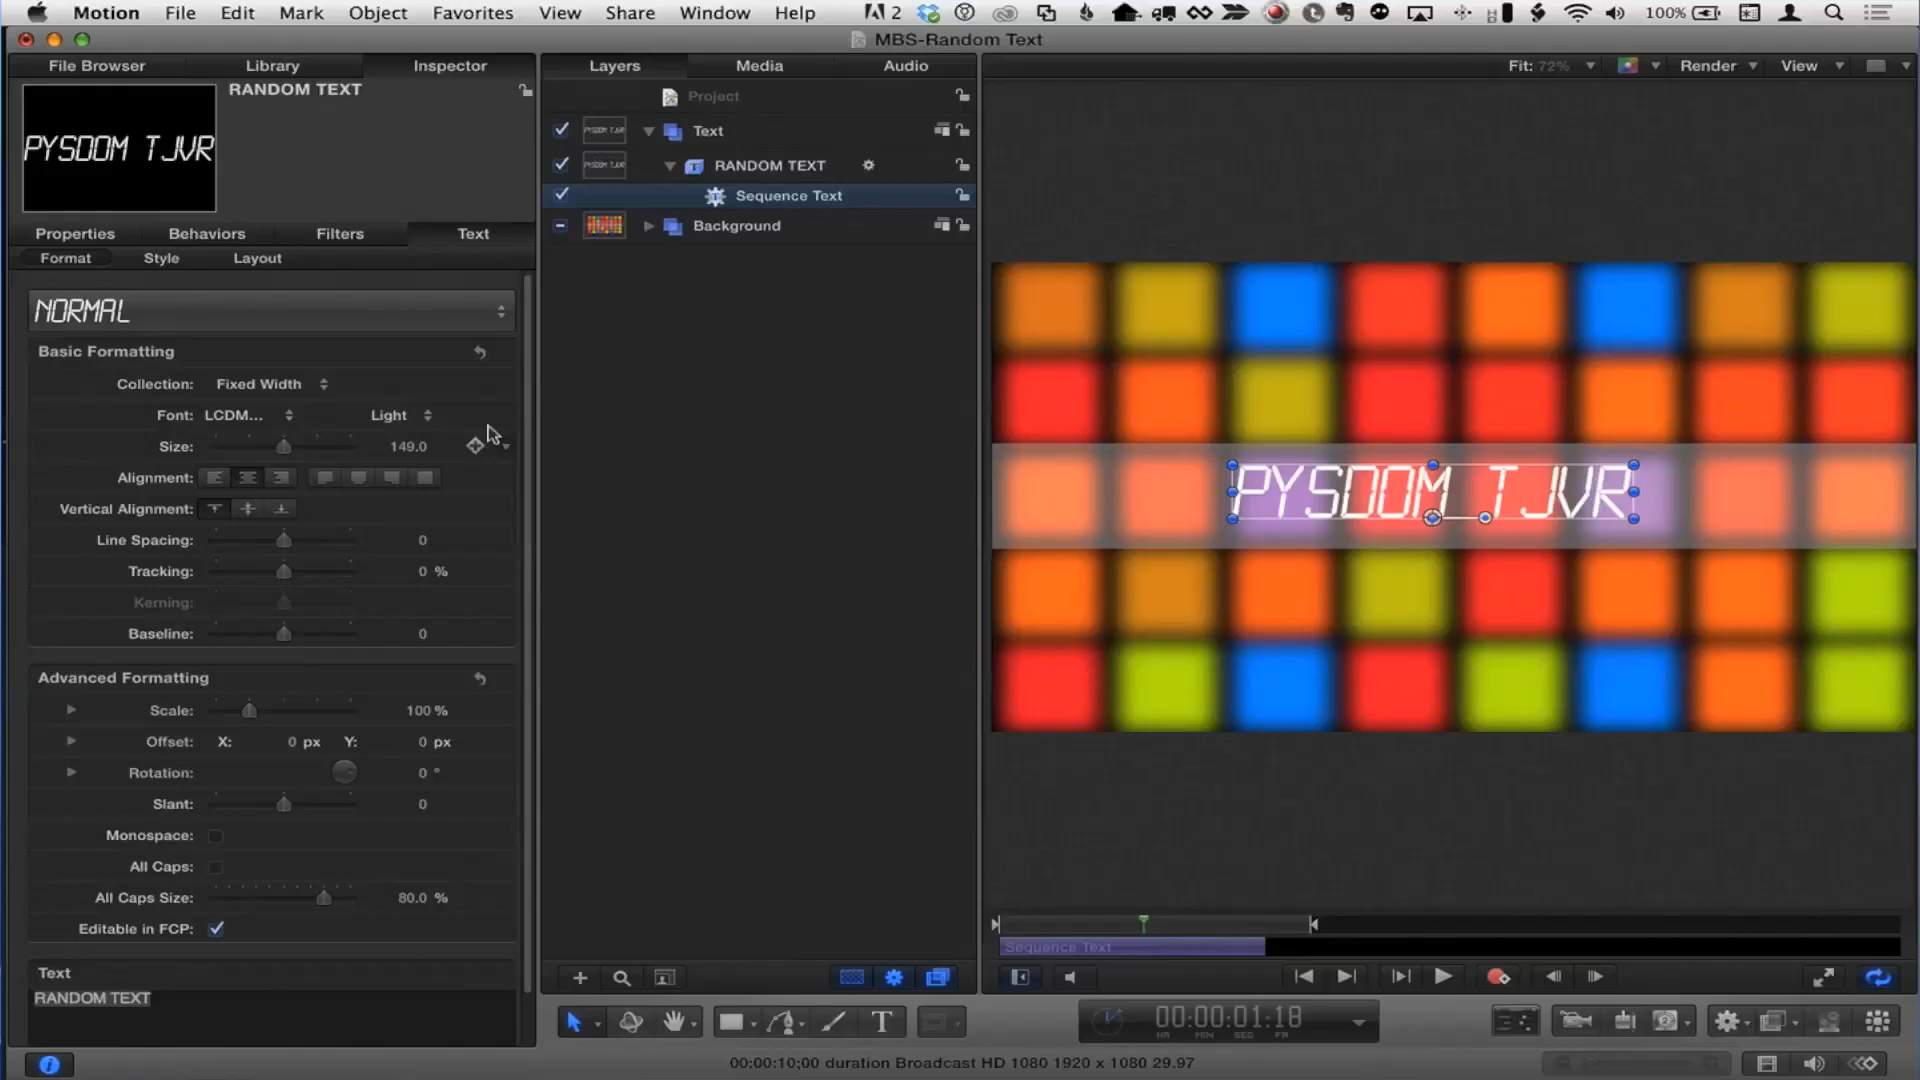 Motion File Edit Mark Object Favorites View Share Window Help 2 100%
MBS-Random Text
File Browser Library Inspector Layers Media Audio Fit: 72% Render View
RANDOM TEXT
PYSDOM TJVR
Project
Text
RANDOM TEXT
Sequence Text
Background
Properties Behaviors Filters Text
Format Style Layout
NORMAL
Basic Formatting
Collection: Fixed Width
Font: LCDM... Light
Size: 149.0
Alignment:
Vertical Alignment:
Line Spacing: 0
Tracking: 0 %
Kerning:
Baseline: 0
PYSDOM TJVR
Advanced Formatting
Scale: 100 %
Offset: X: 0 px Y: 0 px
Rotation: 0 °
Slant: 0
Monospace:
All Caps:
All Caps Size: 80.0 %
Editable in FCP:
Text
RANDOM TEXT
Sequence Text
T
00:00:01:18
HR MIN SEC FR
00:00:10;00 duration Broadcast HD 1080 1920 x 1080 29.97